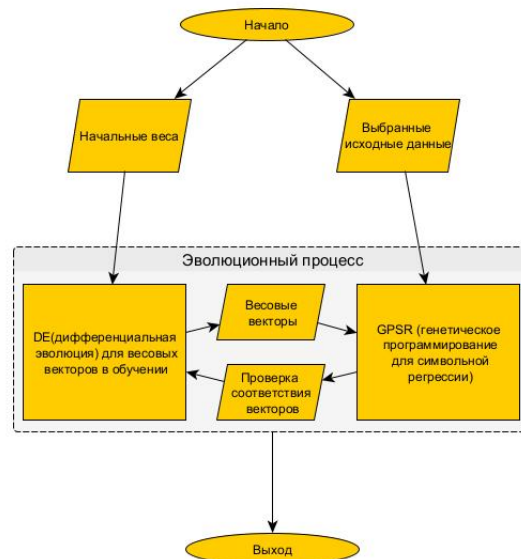 Начало
Начальные веса
Выбранные
исходные данные
Эволюционный процесс
DE(дифференциальная
эволюция) для весовых
векторов в обучении
Весовые
векторы
GPSR (генетическое
программирование
для символьной
регрессии)
Проверка
соответствия
векторов
Выход